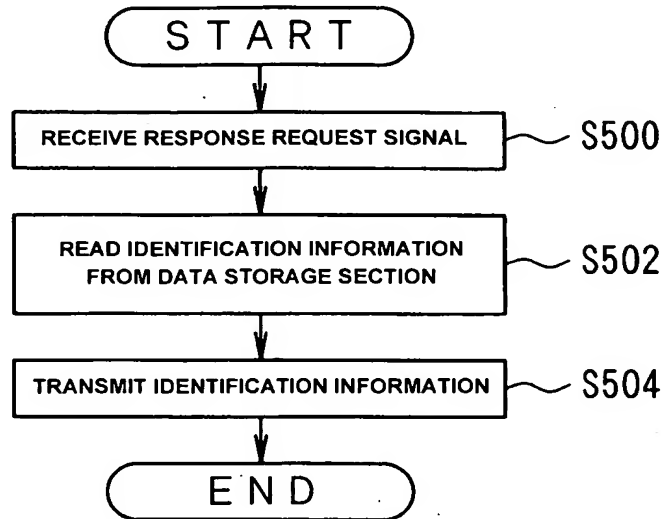 START
RECEIVE RESPONSE REQUEST SIGNAL
S500
READ IDENTIFICATION INFORMATION
FROM DATA STORAGE SECTION
S502
TRANSMIT IDENTIFICATION INFORMATION
S504
END